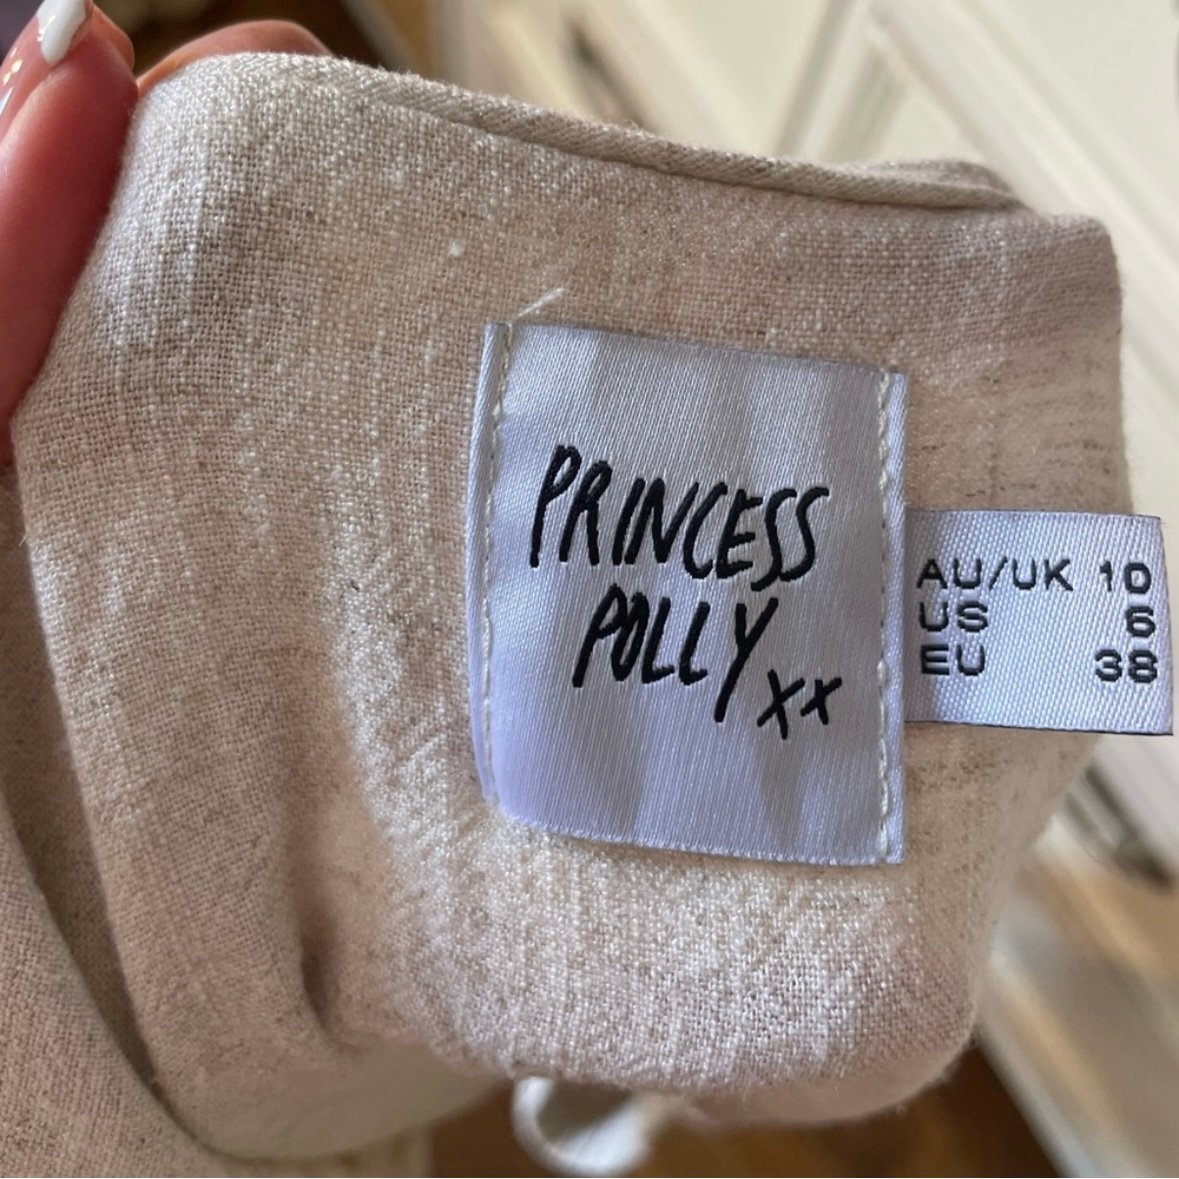 PRINCESS
POLLY xx
AU/UK 10
US 6
EU 38